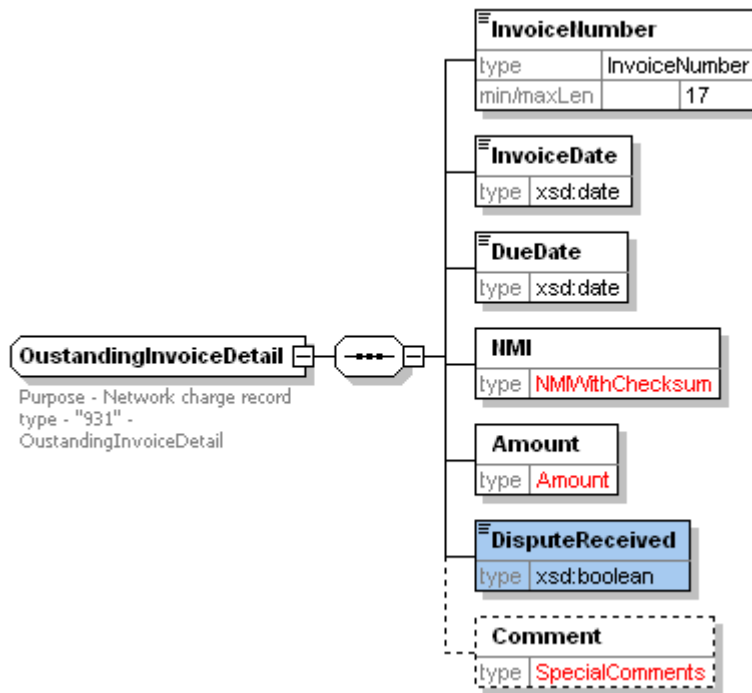 InvoiceNumber
type InvoiceNumber
min/maxLen 17
InvoiceDate
type xsd:date
DueDate
type xsd:date
OustandingInvoiceDetail
Purpose - Network charge record
type - "931" -
OustandingInvoiceDetail
NMI
type NMIWithChecksum
Amount
type Amount
DisputeReceived
type xsd:boolean
Comment
type SpecialComments